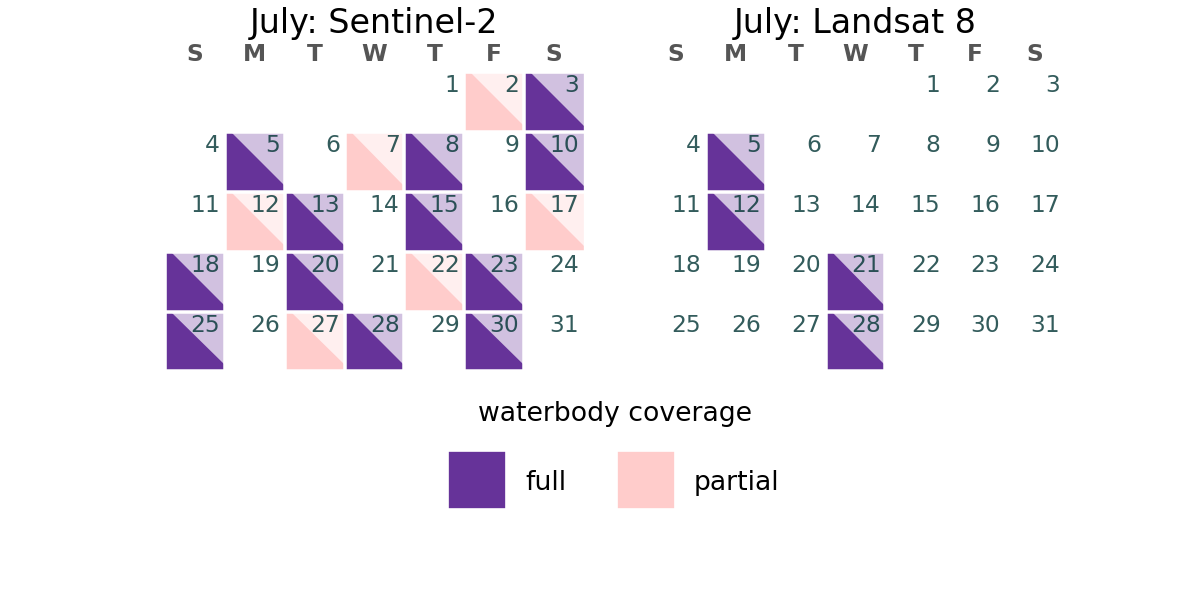 July: Sentinel-2
S M T W T F S
1 2 3
4 5 6 7 8 9 10
11 12 13 14 15 16 17
18 19 20 21 22 23 24
25 26 27 28 29 30 31
July: Landsat 8
S M T W T F S
1 2 3
4 5 6 7 8 9 10
11 12 13 14 15 16 17
18 19 20 21 22 23 24
25 26 27 28 29 30 31
waterbody coverage
full partial